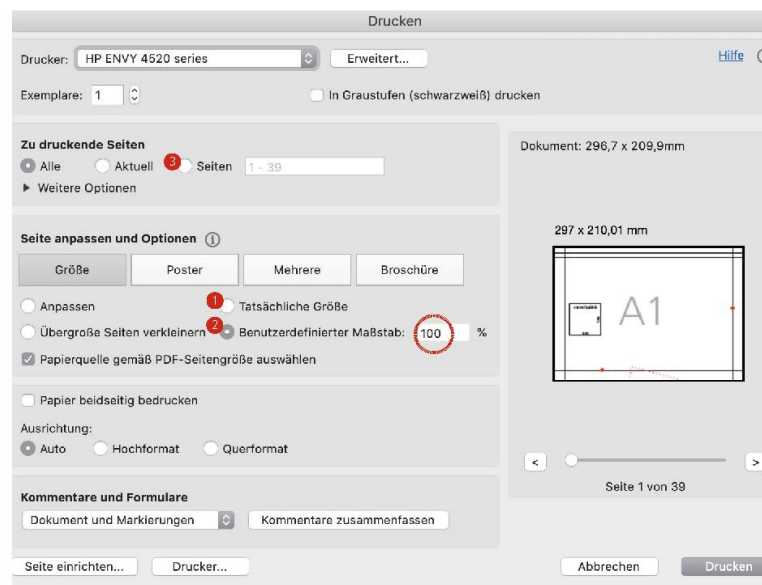 Drucken
Drucker: HP ENVY 4520 series Erweitert... Hilfe
Exemplare: 1 In Graustufen (schwarzweiß) drucken
Zu druckende Seiten
Alle Aktuell 3 Seiten 1 - 39
Weitere Optionen
Seite anpassen und Optionen
Größe Poster Mehrere Broschüre
Anpassen 1 Tatsächliche Größe
Übergroße Seiten verkleinern 2 Benutzerdefinierter Maßstab: 100 %
Papierquelle gemäß PDF-Seitengröße auswählen
Papier beidseitig bedrucken
Ausrichtung:
Auto Hochformat Querformat
Kommentare und Formulare
Dokument und Markierungen Kommentare zusammenfassen
Seite einrichten... Drucker...
Dokument: 296,7 x 209,9mm
297 x 210,01 mm
A1
< >
Seite 1 von 39
Abbrechen Drucken